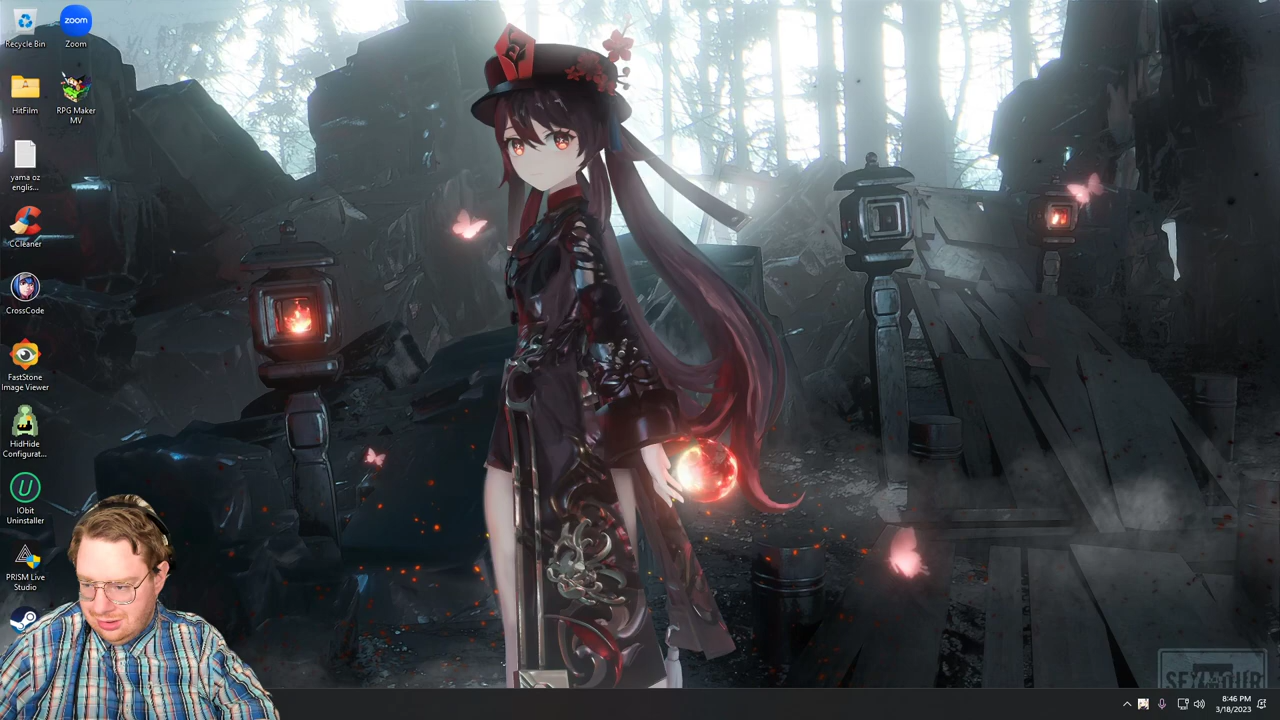 Recycle Bin
zoom
Zoom
HitFilm
RPG Maker
MV
yama oz
englis...
CCleaner
CrossCode
FastStone
Image Viewer
HidHide
Configurat...
IObit
Uninstaller
PRISM Live
Studio
SEYMOUR
8:46 PM
3/18/2023